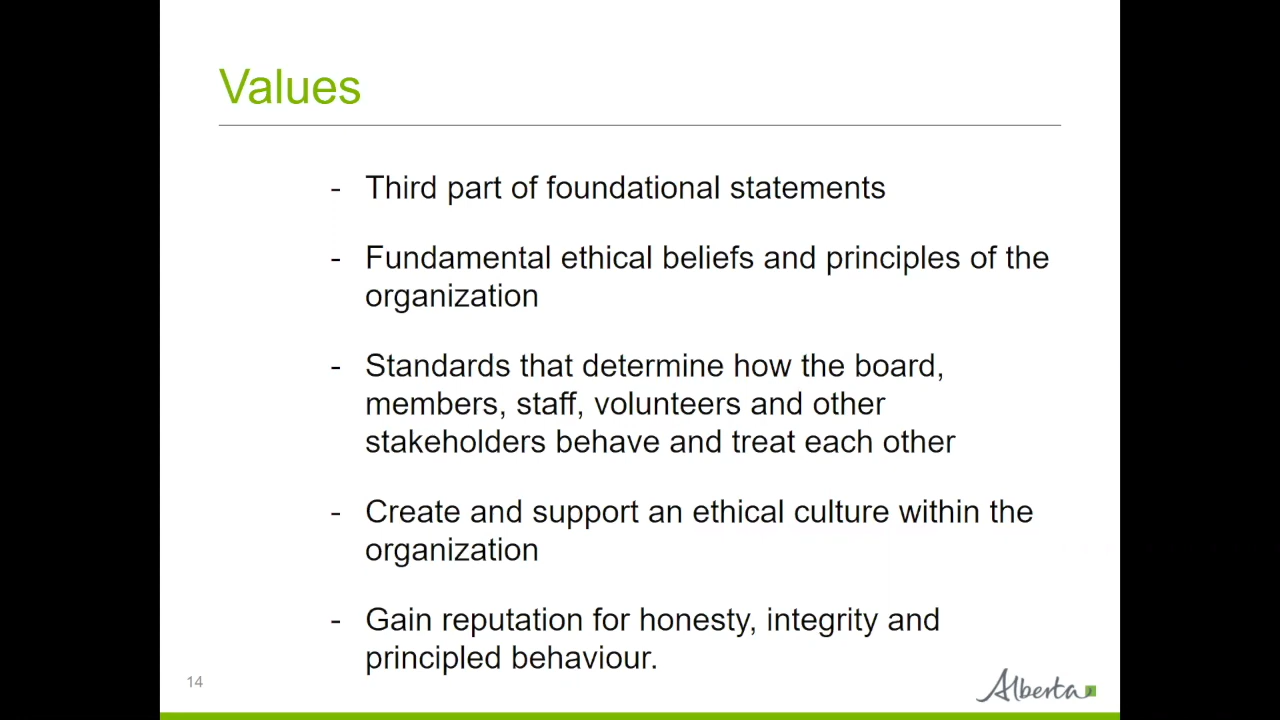 Values
- Third part of foundational statements
- Fundamental ethical beliefs and principles of the
organization
- Standards that determine how the board,
members, staff, volunteers and other
stakeholders behave and treat each other
- Create and support an ethical culture within the
organization
- Gain reputation for honesty, integrity and
principled behaviour.
14
Alberta